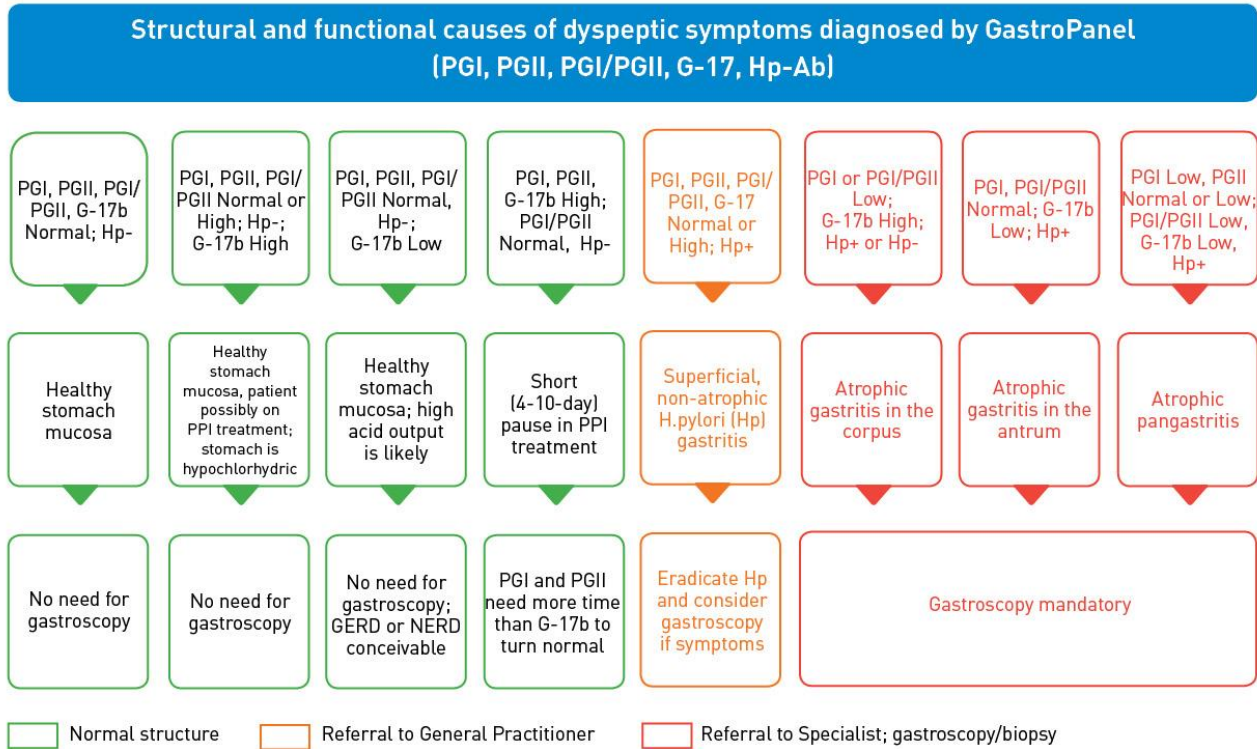 Structural and functional causes of dyspeptic symptoms diagnosed by GastroPanel
(PGI, PGII, PGI/PGII, G-17, Hp-Ab)
PGI, PGII, PGI/
PGII, G-17b
Normal; Hp-
PGI, PGII, PGI/
PGII Normal or
High; Hp-;
G-17b High
PGI, PGII, PGI/
PGII Normal,
Hp-;
G-17b Low
PGI, PGII,
G-17b High;
PGI/PGII
Normal, Hp-
PGI, PGII, PGI/
PGII, G-17
Normal or
High; Hp+
PGI or PGI/PGII
Low;
G-17b High;
Hp+ or Hp-
PGI, PGI/PGII
Normal; G-17b
Low; Hp+
PGI Low, PGII
Normal or Low;
PGI/PGII Low,
G-17b Low,
Hp+
Healthy
stomach
mucosa
Healthy
stomach
mucosa, patient
possibly on
PPI treatment;
stomach is
hypochlorhydric
Healthy
stomach
mucosa; high
acid output
is likely
Short
(4-10-day)
pause in PPI
treatment
Superficial,
non-atrophic
H.pylori (Hp)
gastritis
Atrophic
gastritis in the
corpus
Atrophic
gastritis in the
antrum
Atrophic
pangastritis
No need for
gastroscopy
No need for
gastroscopy
No need for
gastroscopy;
GERD or NERD
conceivable
PGI and PGII
need more time
than G-17b to
turn normal
Eradicate Hp
and consider
gastroscopy
if symptoms
Gastroscopy mandatory
Normal structure
Referral to General Practitioner
Referral to Specialist; gastroscopy/biopsy